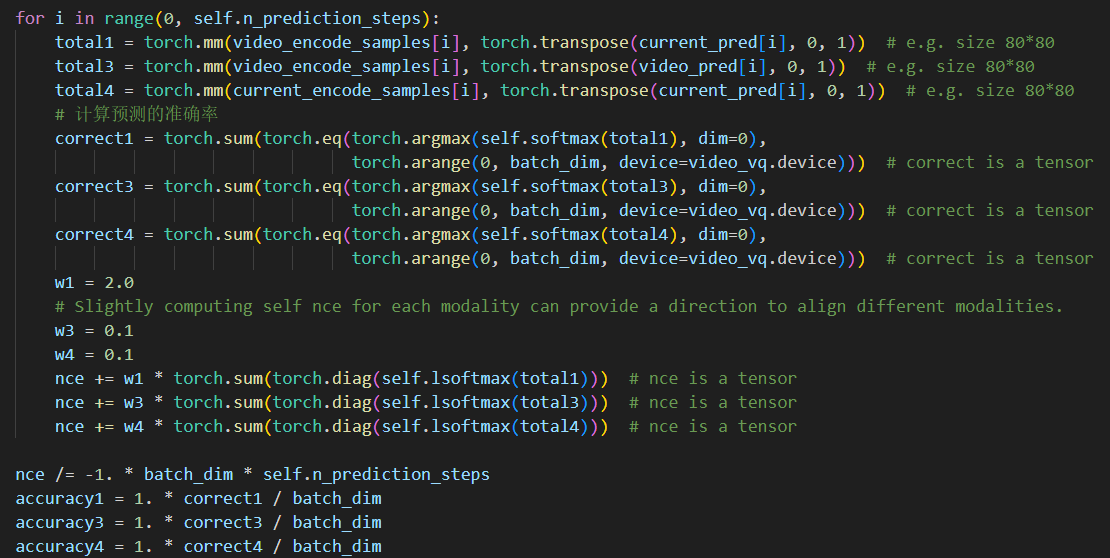 for i in range(0, self.n_prediction_steps):
    total1 = torch.mm(video_encode_samples[i], torch.transpose(current_pred[i], 0, 1))  # e.g. size 80*80
    total3 = torch.mm(video_encode_samples[i], torch.transpose(video_pred[i], 0, 1))  # e.g. size 80*80
    total4 = torch.mm(current_encode_samples[i], torch.transpose(current_pred[i], 0, 1))  # e.g. size 80*80
    # 计算预测的准确率
    correct1 = torch.sum(torch.eq(torch.argmax(self.softmax(total1), dim=0),
                                  torch.arange(0, batch_dim, device=video_vq.device)))  # correct is a tensor
    correct3 = torch.sum(torch.eq(torch.argmax(self.softmax(total3), dim=0),
                                  torch.arange(0, batch_dim, device=video_vq.device)))  # correct is a tensor
    correct4 = torch.sum(torch.eq(torch.argmax(self.softmax(total4), dim=0),
                                  torch.arange(0, batch_dim, device=video_vq.device)))  # correct is a tensor
    w1 = 2.0
    # Slightly computing self nce for each modality can provide a direction to align different modalities.
    w3 = 0.1
    w4 = 0.1
    nce += w1 * torch.sum(torch.diag(self.lsoftmax(total1)))  # nce is a tensor
    nce += w3 * torch.sum(torch.diag(self.lsoftmax(total3)))  # nce is a tensor
    nce += w4 * torch.sum(torch.diag(self.lsoftmax(total4)))  # nce is a tensor

nce /= -1. * batch_dim * self.n_prediction_steps
accuracy1 = 1. * correct1 / batch_dim
accuracy3 = 1. * correct3 / batch_dim
accuracy4 = 1. * correct4 / batch_dim